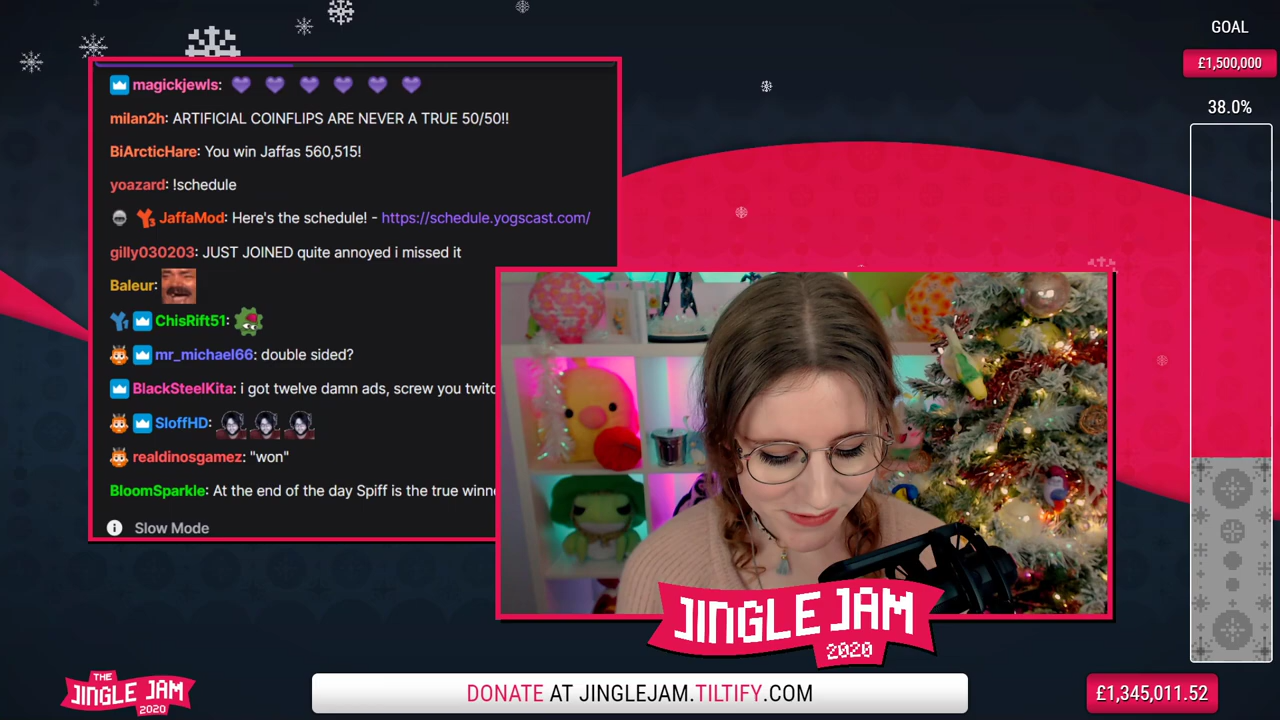 GOAL
£1,500,000
38.0%
magickjewls:
milan2h: ARTIFICIAL COINFLIPS ARE NEVER A TRUE 50/50!!
BiArcticHare: You win Jaffas 560,515!
yoazard: !schedule
JaffaMod: Here's the schedule! - https://schedule.yogscast.com/
gilly030203: JUST JOINED quite annoyed i missed it
Baleur:
ChisRift51:
mr_michael66: double sided?
BlackSteelKita: i got twelve damn ads, screw you twitc
SloffHD:
realdinosgamez: "won"
BloomSparkle: At the end of the day Spiff is the true winne
Slow Mode
JINGLE JAM
2020
THE
JINGLE JAM
2020
DONATE AT JINGLEJAM.TILTIFY.COM
£1,345,011.52